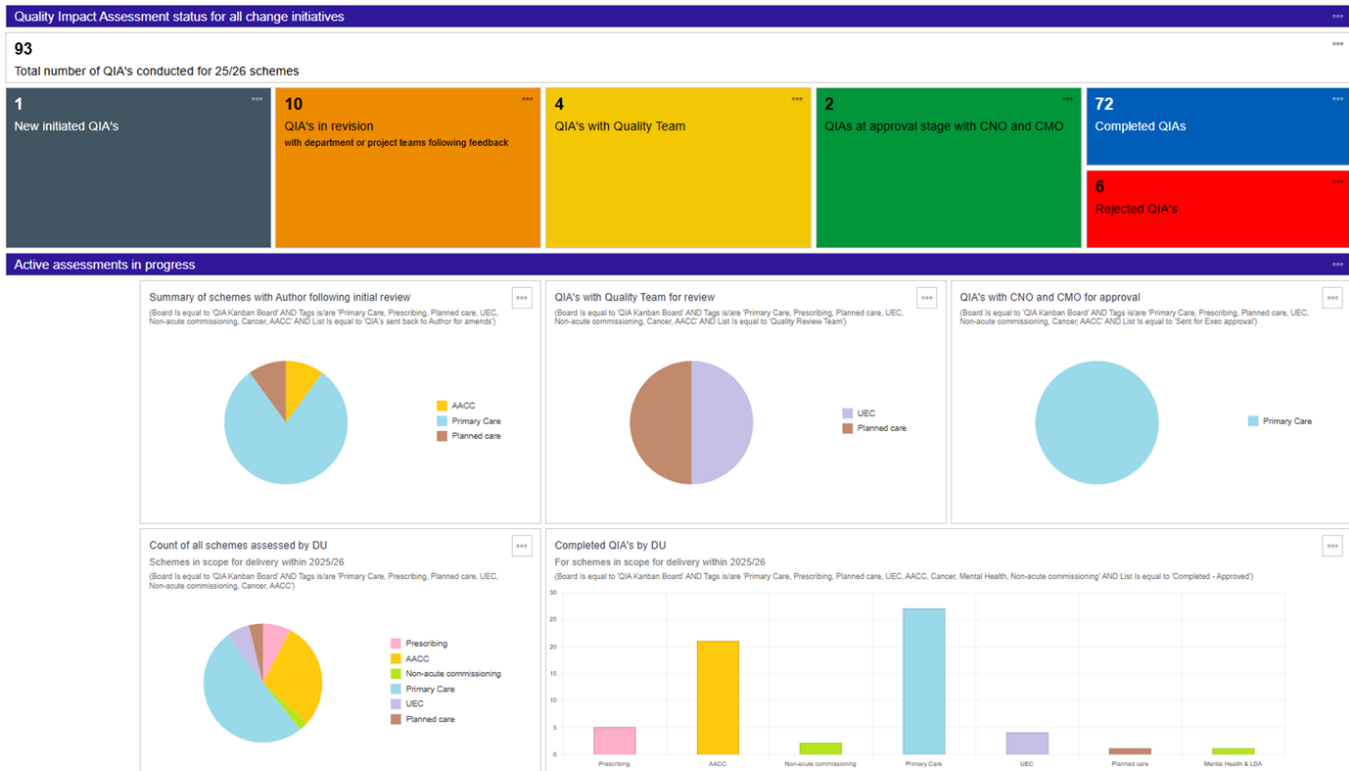 Quality Impact Assessment status for all change initiatives
93
Total number of QIA's conducted for 25/26 schemes
1
New initiated QIA's
10
QIA's in revision
with department or project teams following feedback
4
QIA's with Quality Team
2
QIAs at approval stage with CNO and CMO
72
Completed QIAs
6
Rejected QIA's
Active assessments in progress
Summary of schemes with Author following initial review
(Board Is equal to 'QIA Kanban Board' AND Tags is/are 'Primary Care, Prescribing, Planned care, UEC,
Non-acute commissioning, Cancer, AACC' AND List Is equal to 'QIA's sent back to Author for amends')
AACC
Primary Care
Planned care
QIA's with Quality Team for review
(Board Is equal to 'QIA Kanban Board' AND Tags is/are 'Primary Care, Prescribing, Planned care, UEC,
Non-acute commissioning, Cancer, AACC' AND List Is equal to 'Quality Review Team')
UEC
Planned care
QIA's with CNO and CMO for approval
(Board Is equal to 'QIA Kanban Board' AND Tags is/are 'Primary Care, Prescribing, Planned care, UEC,
Non-acute commissioning, Cancer, AACC' AND List Is equal to 'Sent for Exec approval')
Primary Care
Count of all schemes assessed by DU
Schemes in scope for delivery within 2025/26
(Board Is equal to 'QIA Kanban Board' AND Tags is/are 'Primary Care, Prescribing, Planned care, UEC,
Non-acute commissioning, Cancer, AACC')
Prescribing
AACC
Non-acute commissioning
Primary Care
UEC
Planned care
Completed QIA's by DU
For schemes in scope for delivery within 2025/26
(Board Is equal to 'QIA Kanban Board' AND Tags is/are 'Primary Care, Prescribing, Planned care, UEC, AACC, Cancer, Mental Health, Non-acute commissioning' AND List Is equal to 'Completed - Approved')
30
25
20
15
10
5
0
Prescribing AACC Non-acute commissioning Primary Care UEC Planned care Mental Health & LDA